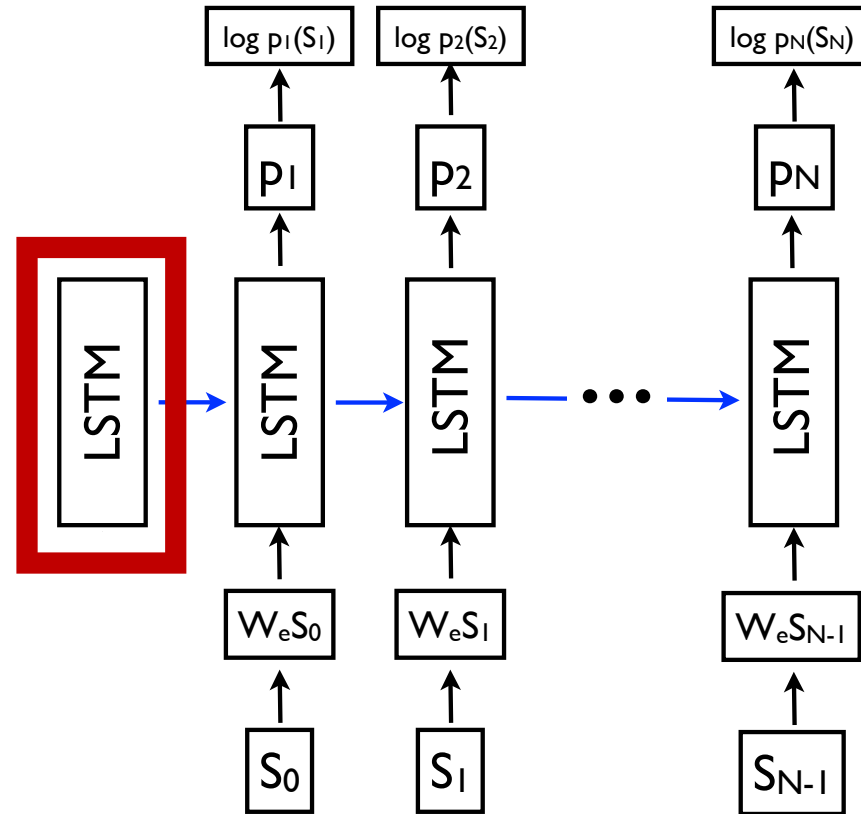 log p₁(S₁) log p₂(S₂) log pN(SN)
p₁ p₂ pN
LSTM LSTM LSTM ••• LSTM
WₑS₀ WₑS₁ WₑSN-1
S₀ S₁ SN-1